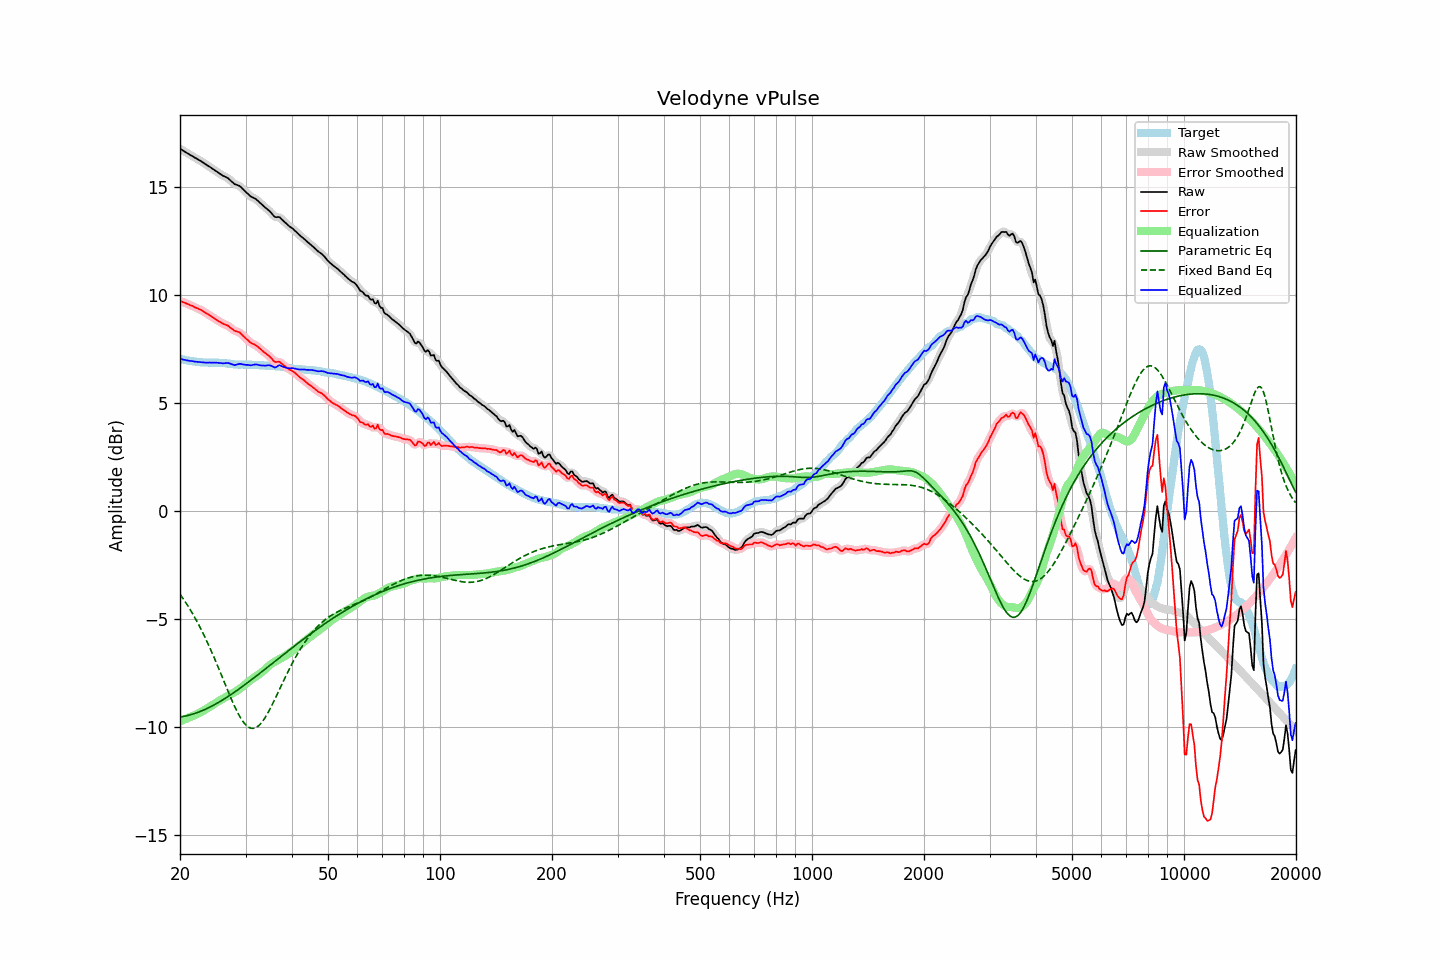 Velodyne vPulse
Target
Raw Smoothed
Error Smoothed
Raw
Error
Equalization
Parametric Eq
Fixed Band Eq
Equalized
Amplitude (dBr)
15
10
5
0
−5
−10
−15
20 50 100 200 500 1000 2000 5000 10000 20000
Frequency (Hz)